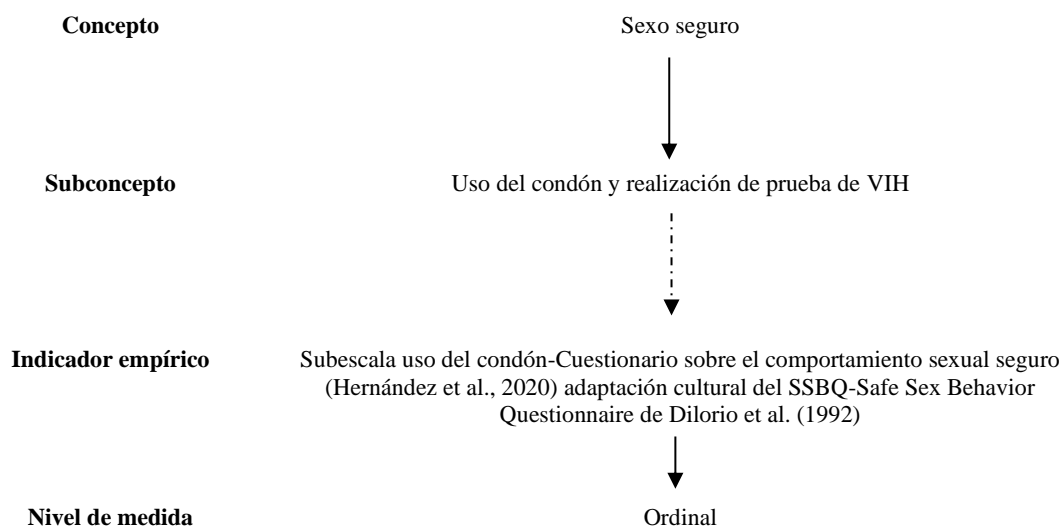 Concepto Sexo seguro
Subconcepto Uso del condón y realización de prueba de VIH
Indicador empírico Subescala uso del condón-Cuestionario sobre el comportamiento sexual seguro
(Hernández et al., 2020) adaptación cultural del SSBQ-Safe Sex Behavior
Questionnaire de Dilorio et al. (1992)
Nivel de medida Ordinal